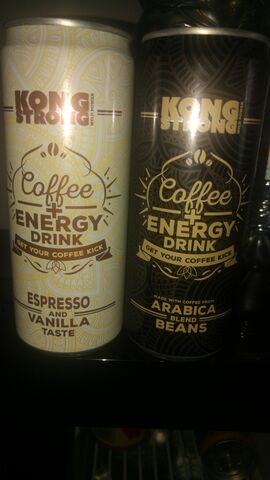 KONG
STRONG
Coffee
+
ENERGY
DRINK
GET YOUR COFFEE KICK
ESPRESSO
AND
VANILLA
TASTE
KONG
STRONG
Coffee
+
ENERGY
DRINK
GET YOUR COFFEE KICK
MADE WITH COFFEE FROM
ARABICA
BLEND
BEANS